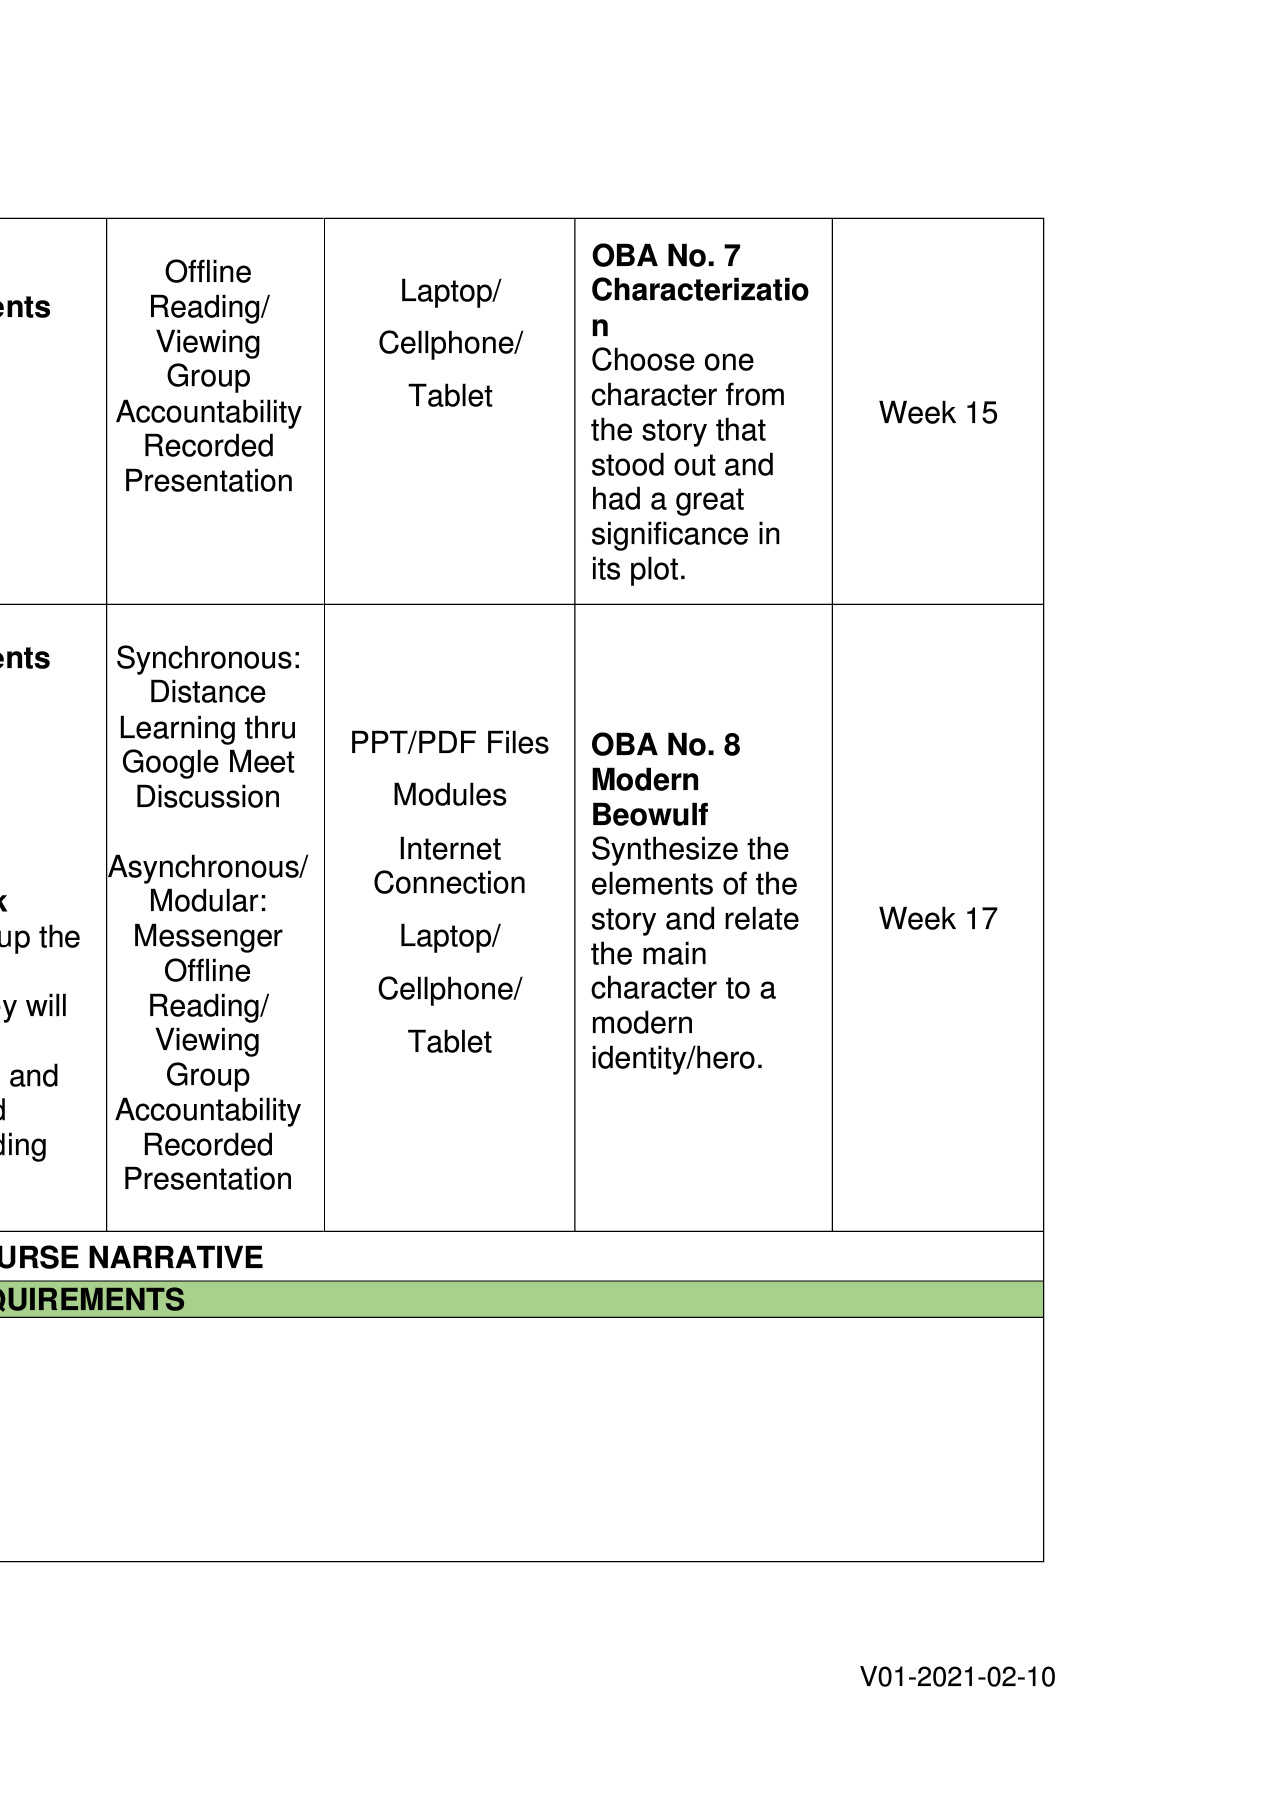 ents
Offline
Reading/
Viewing
Group
Accountability
Recorded
Presentation
Laptop/
Cellphone/
Tablet
OBA No. 7
Characterizatio
n
Choose one
character from
the story that
stood out and
had a great
significance in
its plot.
Week 15
ents
k
up the
y will
and
d
ding
Synchronous:
Distance
Learning thru
Google Meet
Discussion
Asynchronous/
Modular:
Messenger
Offline
Reading/
Viewing
Group
Accountability
Recorded
Presentation
PPT/PDF Files
Modules
Internet
Connection
Laptop/
Cellphone/
Tablet
OBA No. 8
Modern
Beowulf
Synthesize the
elements of the
story and relate
the main
character to a
modern
identity/hero.
Week 17
URSE NARRATIVE
QUIREMENTS
V01-2021-02-10